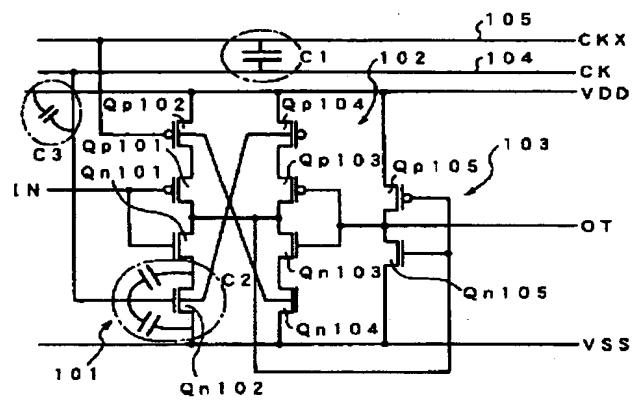 105
CKX
C1
104
CK
102
VDD
Qp102
Qp104
C3
Qp101
Qp103
103
Qn101
Qp105
IN
OT
C2
Qn103
Qn105
Qn104
VSS
101
Qn102